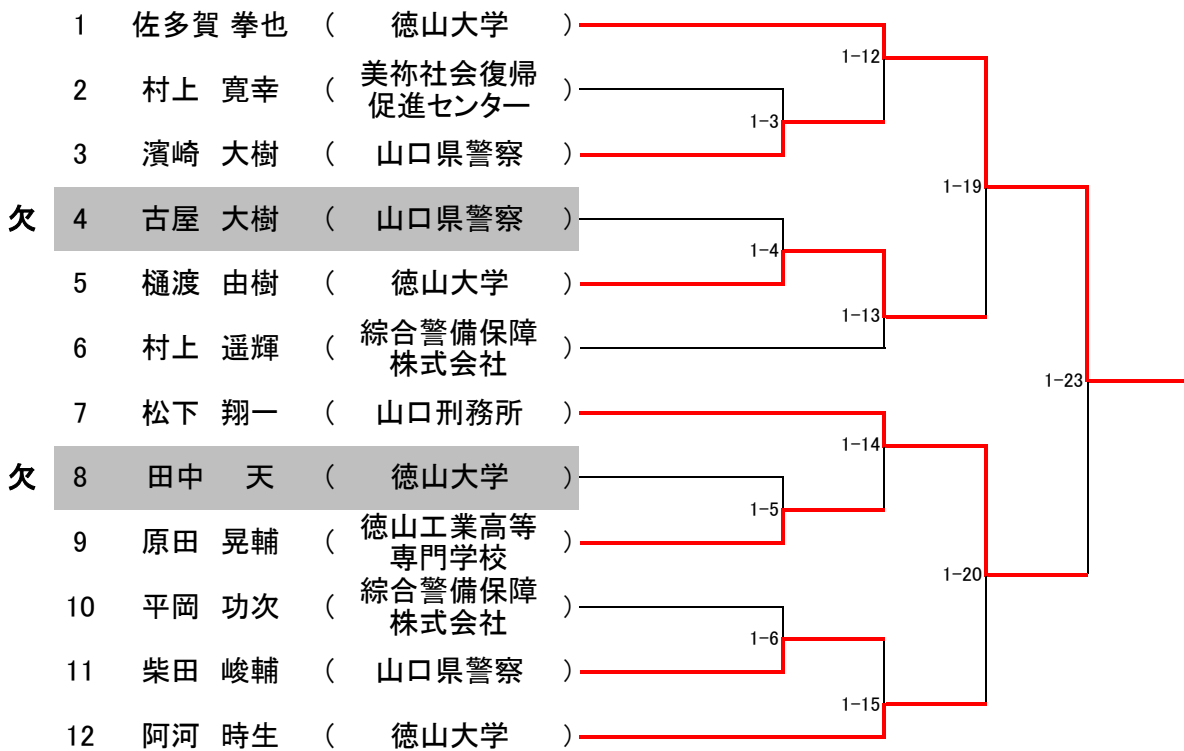 1 佐多賀 拳也 ( 徳山大学 )
1-12
2 村上 寛幸 ( 美祢社会復帰
促進センター )
1-3
3 濱崎 大樹 ( 山口県警察 )
1-19
欠 4 古屋 大樹 ( 山口県警察 )
1-4
5 樋渡 由樹 ( 徳山大学 )
1-13
6 村上 遥輝 ( 綜合警備保障
株式会社 )
1-23
7 松下 翔一 ( 山口刑務所 )
1-14
欠 8 田中 天 ( 徳山大学 )
1-5
9 原田 晃輔 ( 徳山工業高等
専門学校 )
1-20
10 平岡 功次 ( 綜合警備保障
株式会社 )
1-6
11 柴田 峻輔 ( 山口県警察 )
1-15
12 阿河 時生 ( 徳山大学 )